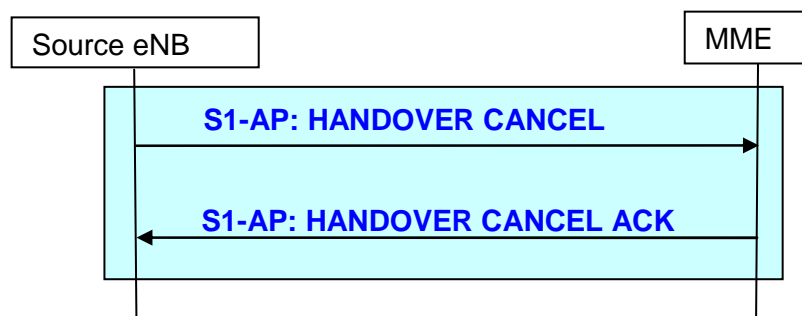 Source eNB
MME
S1-AP: HANDOVER CANCEL
S1-AP: HANDOVER CANCEL ACK